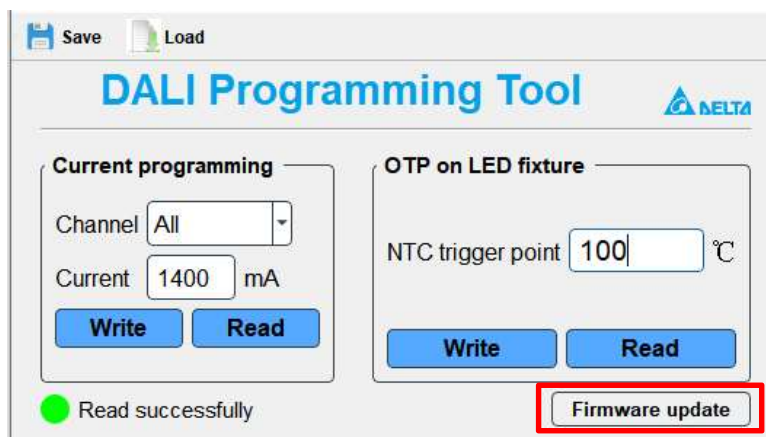 Save Load
DALI Programming Tool
DELTA
Current programming
Channel All
Current 1400 mA
Write Read
OTP on LED fixture
NTC trigger point 100 ℃
Write Read
Read successfully
Firmware update